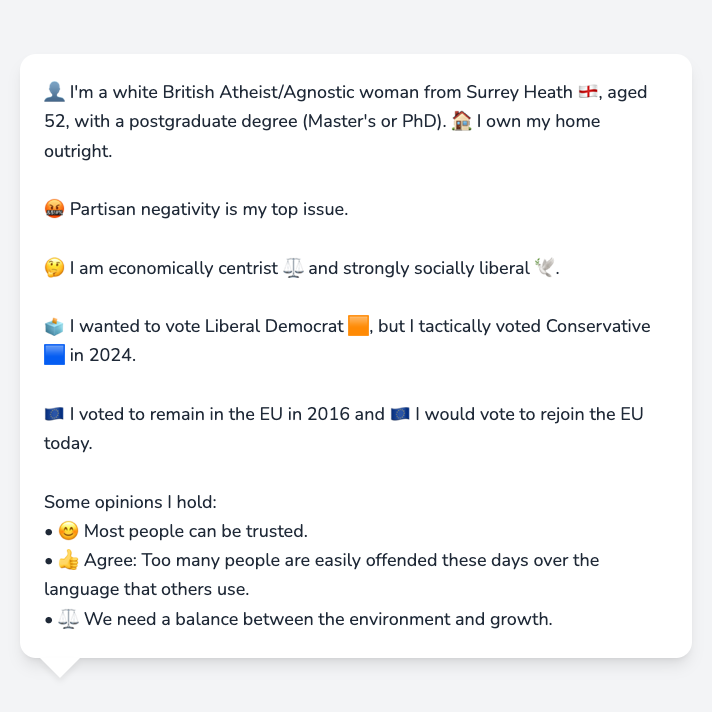 👤 I'm a white British Atheist/Agnostic woman from Surrey Heath 🏴󠁧󠁢󠁥󠁮󠁧󠁿, aged
52, with a postgraduate degree (Master's or PhD). 🏠 I own my home
outright.
🤬 Partisan negativity is my top issue.
🤔 I am economically centrist ⚖️ and strongly socially liberal 🕊️.
🗳️ I wanted to vote Liberal Democrat 🟧, but I tactically voted Conservative
🟦 in 2024.
🇪🇺 I voted to remain in the EU in 2016 and 🇪🇺 I would vote to rejoin the EU
today.
Some opinions I hold:
• 😊 Most people can be trusted.
• 👍 Agree: Too many people are easily offended these days over the
language that others use.
• ⚖️ We need a balance between the environment and growth.